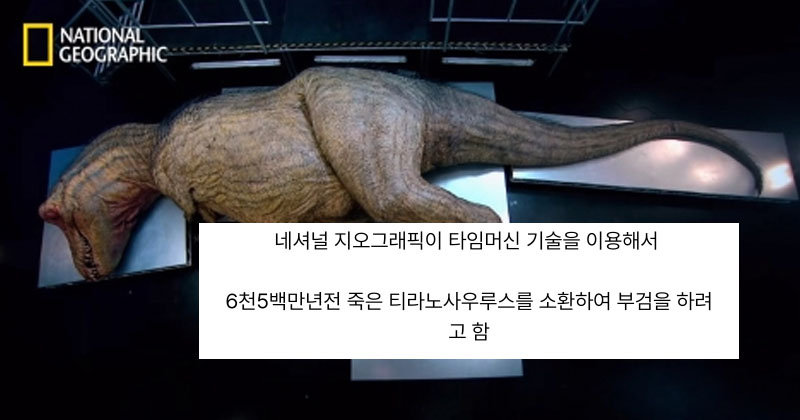 NATIONAL
GEOGRAPHIC
네셔널 지오그래픽이 타임머신 기술을 이용해서
6천5백만년전 죽은 티라노사우루스를 소환하여 부검을 하려
고 함